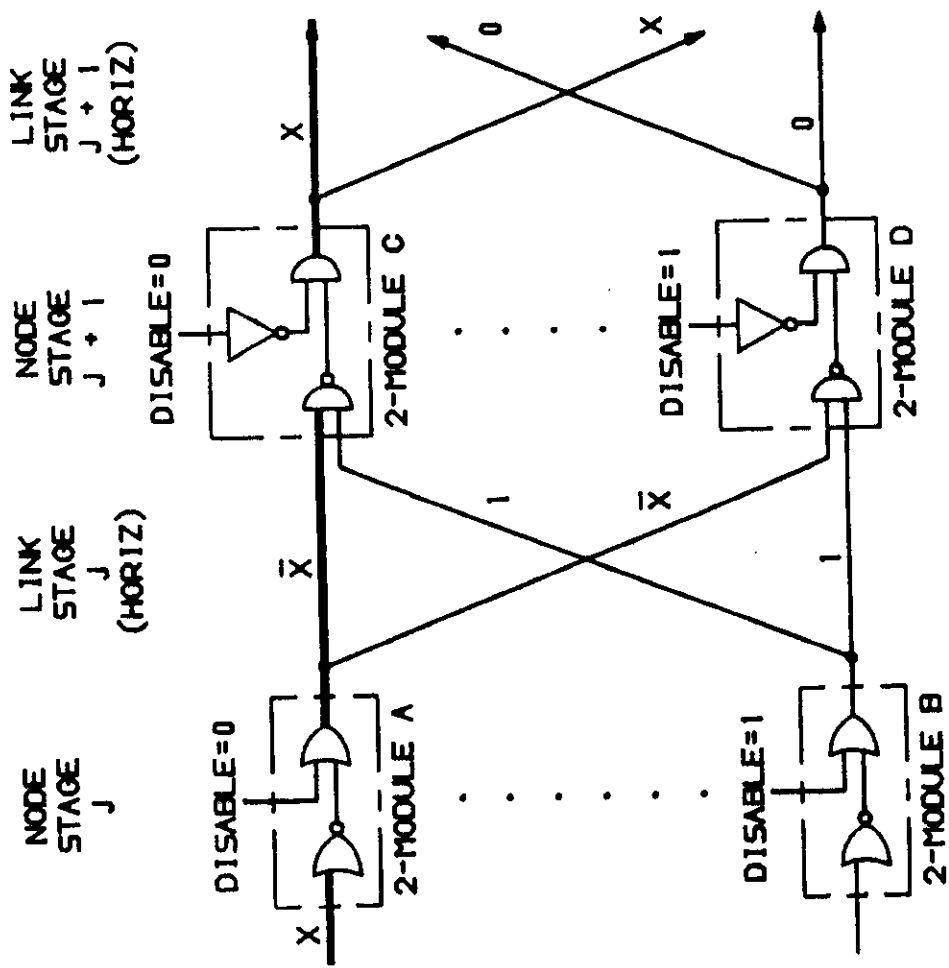 NODE
STAGE
J
LINK
STAGE
J
(HORIZ)
NODE
STAGE
J + 1
LINK
STAGE
J + 1
(HORIZ)
DISABLE=0
X
2-MODULE A
X̅
1
X̅
1
DISABLE=0
2-MODULE C
X
0
X
0
DISABLE=1
2-MODULE B
DISABLE=1
2-MODULE D